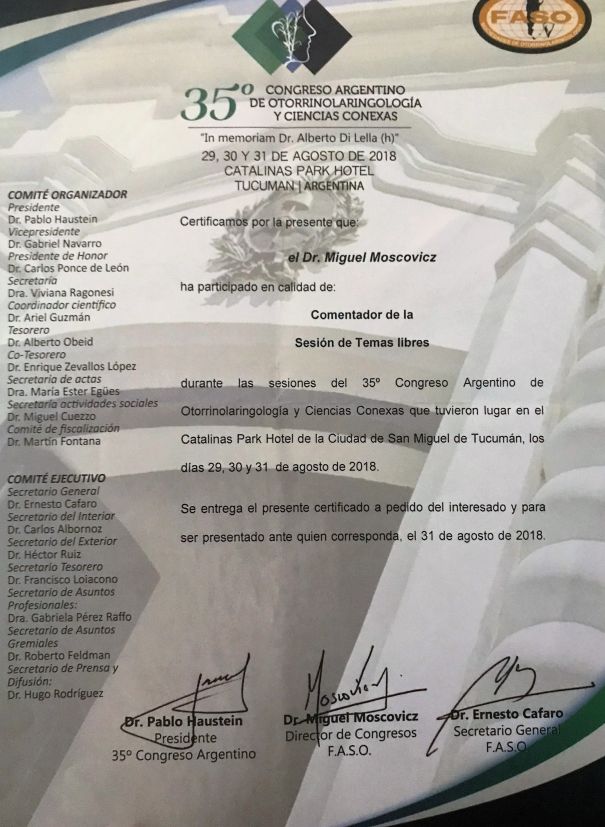 FASO
35º CONGRESO ARGENTINO
DE OTORRINOLARINGOLOGÍA
Y CIENCIAS CONEXAS
"In memoriam Dr. Alberto Di Lella (h)"
29, 30 Y 31 DE AGOSTO DE 2018
CATALINAS PARK HOTEL
TUCUMAN | ARGENTINA
COMITÉ ORGANIZADOR
Presidente
Dr. Pablo Haustein
Vicepresidente
Dr. Gabriel Navarro
Presidente de Honor
Dr. Carlos Ponce de León
Secretaria
Dra. Viviana Ragonesi
Coordinador científico
Dr. Ariel Guzmán
Tesorero
Dr. Alberto Obeid
Co-Tesorero
Dr. Enrique Zevallos López
Secretaria de actas
Dra. María Ester Egües
Secretaría actividades sociales
Dr. Miguel Cuezzo
Comité de fiscalización
Dr. Martín Fontana
COMITÉ EJECUTIVO
Secretario General
Dr. Ernesto Cafaro
Secretario del Interior
Dr. Carlos Albornoz
Secretario del Exterior
Dr. Héctor Ruiz
Secretario Tesorero
Dr. Francisco Loiacono
Secretario de Asuntos
Profesionales:
Dra. Gabriela Pérez Raffo
Secretario de Asuntos
Gremiales
Dr. Roberto Feldman
Secretario de Prensa y
Difusión:
Dr. Hugo Rodríguez
Certificamos por la presente que:
el Dr. Miguel Moscovicz
ha participado en calidad de:
Comentador de la
Sesión de Temas libres
durante las sesiones del 35º Congreso Argentino de
Otorrinolaringología y Ciencias Conexas que tuvieron lugar en el
Catalinas Park Hotel de la Ciudad de San Miguel de Tucumán, los
días 29, 30 y 31 de agosto de 2018.
Se entrega el presente certificado a pedido del interesado y para
ser presentado ante quien corresponda, el 31 de agosto de 2018.
Dr. Pablo Haustein
Presidente
35º Congreso Argentino
Dr. Miguel Moscovicz
Director de Congresos
F.A.S.O.
Dr. Ernesto Cafaro
Secretario General
F.A.S.O.